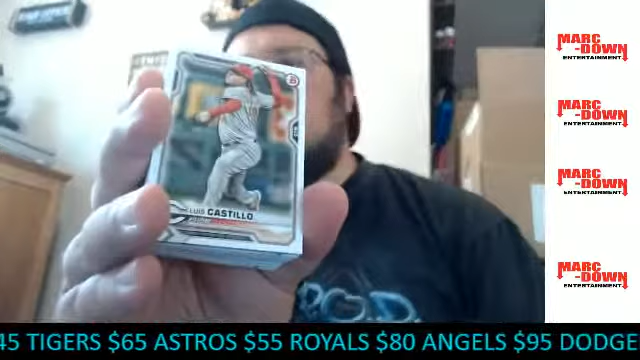 MARC
-DOWN
ENTERTAINMENT
MARC
-DOWN
ENTERTAINMENT
MARC
-DOWN
ENTERTAINMENT
MARC
-DOWN
ENTERTAINMENT
LUIS CASTILLO
P.O.D.
45 TIGERS $65 ASTROS $55 ROYALS $80 ANGELS $95 DODGE